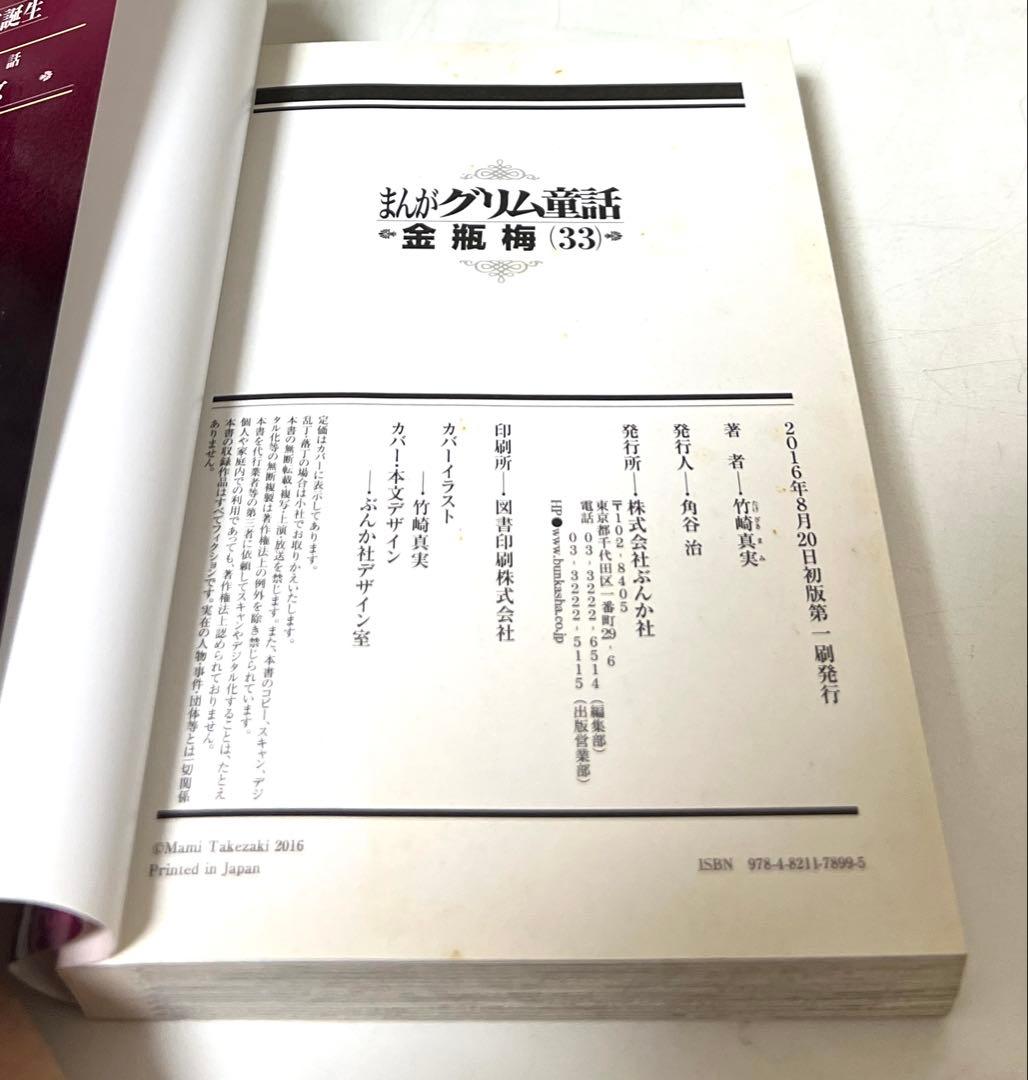 誕生
話
まんがグリム童話
金瓶梅(33)
2016年8月20日初版第一刷発行
著 者──竹崎真実
たけざきまみ
発行人──角谷 治
発行所──株式会社ぶんか社
〒102-8405
東京都千代田区一番町29-6
電話 03-3222-6514(編集部)
03-3222-5115(出版営業部)
HP●www.bunkasha.co.jp
印刷所──図書印刷株式会社
カバーイラスト
──竹崎真実
カバー・本文デザイン
──ぶんか社デザイン室
定価はカバーに表示してあります。
乱丁・落丁の場合は小社でお取りかえいたします。
本書の無断転載・複写・上演・放送を禁じます。また、本書のコピー、スキャン、デジ
タル化等の無断複製は著作権法上の例外を除き禁じられています。
本書を代行業者等の第三者に依頼してスキャンやデジタル化することは、たとえ
個人や家庭内での利用であっても、著作権法上認められておりません。
本書の収録作品はすべてフィクションです。実在の人物・事件・団体等とは一切関係
ありません。
©Mami Takezaki 2016
Printed in Japan
ISBN 978-4-8211-7899-5